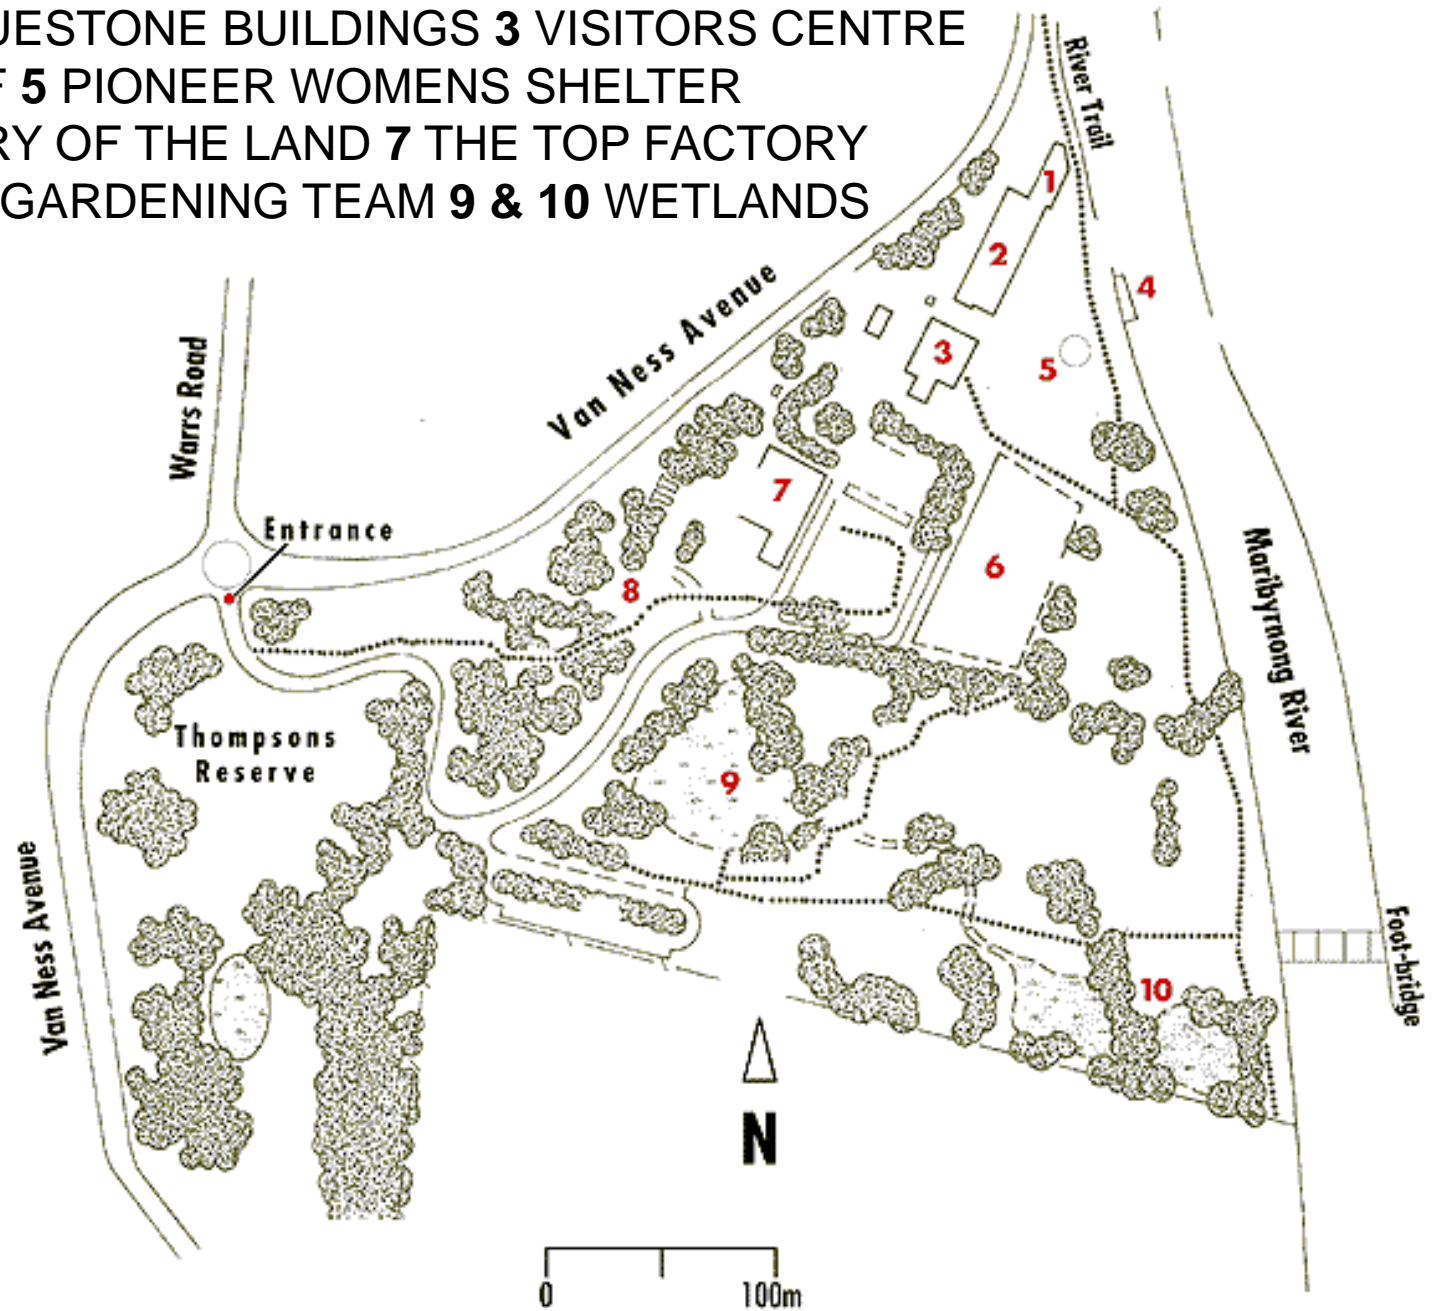 UESTONE BUILDINGS 3 VISITORS CENTRE
5 PIONEER WOMENS SHELTER
RY OF THE LAND 7 THE TOP FACTORY
GARDENING TEAM 9 & 10 WETLANDS
River Trail
1
2
4
Van Ness Avenue
3
5
Warrs Road
7
Entrance
6
8
Maribyrnong River
Thompsons
Reserve
9
Van Ness Avenue
10
Foot-bridge
N
0 100m